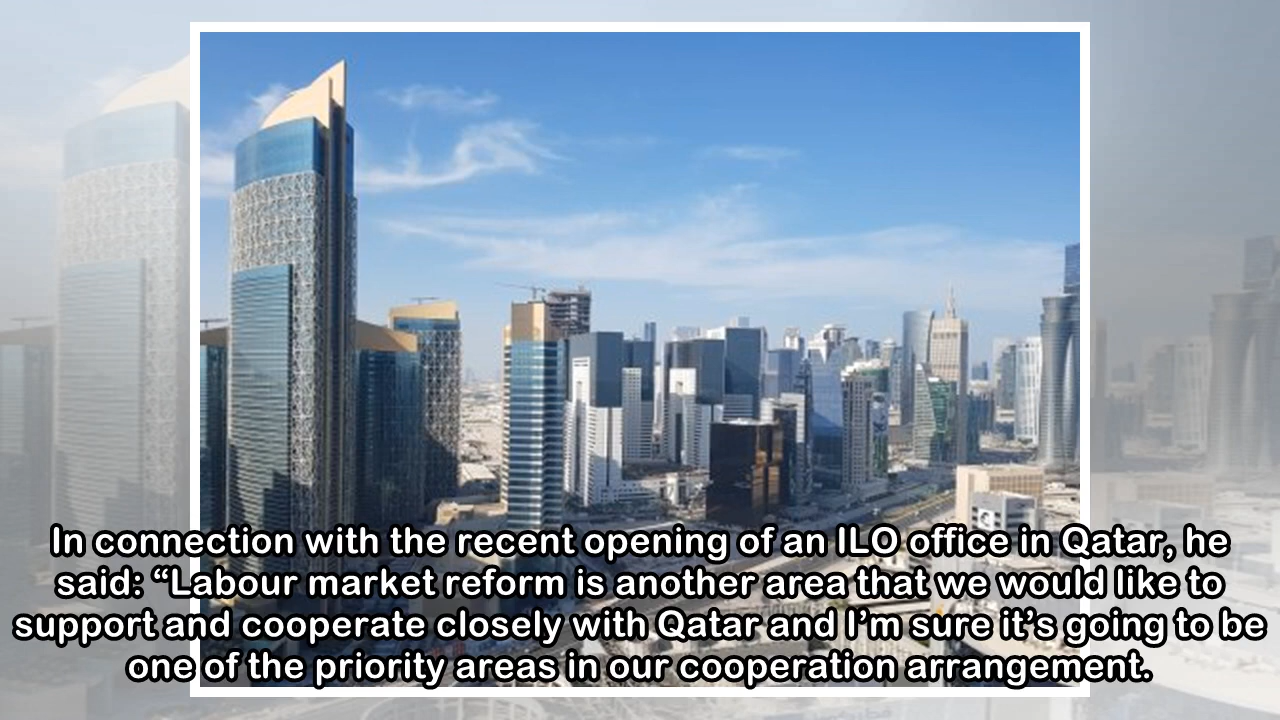 In connection with the recent opening of an ILO office in Qatar, he
said: “Labour market reform is another area that we would like to
support and cooperate closely with Qatar and I’m sure it’s going to be
one of the priority areas in our cooperation arrangement.